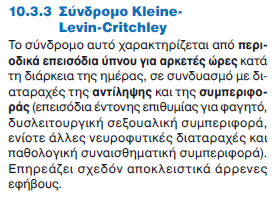 10.3.3 Σύνδρομο Kleine-
Levin-Critchley
Το σύνδρομο αυτό χαρακτηρίζεται από περι-
οδικά επεισόδια ύπνου για αρκετές ώρες κατά
τη διάρκεια της ημέρας, σε συνδυασμό με δι-
αταραχές της αντίληψης και της συμπεριφο-
ράς (επεισόδια έντονης επιθυμίας για φαγητό,
δυσλειτουργική σεξουαλική συμπεριφορά,
ενίοτε άλλες νευροφυτικές διαταραχές και
παθολογική συναισθηματική συμπεριφορά).
Επηρεάζει σχεδόν αποκλειστικά άρρενες
εφήβους.